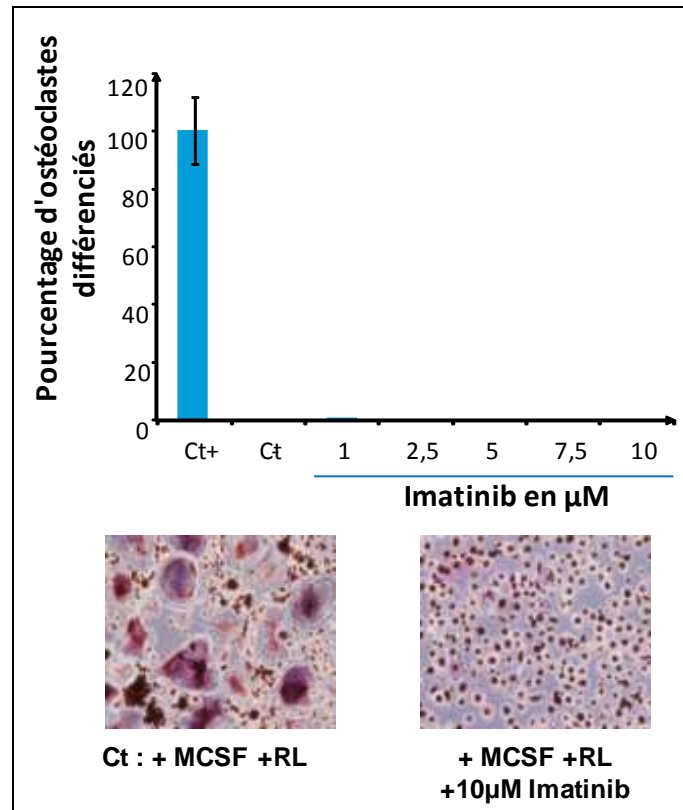 Pourcentage d'ostéoclastes
différenciés
120
100
80
60
40
20
0
Ct+ Ct- 1 2,5 5 7,5 10
Imatinib en µM
Ct : + MCSF +RL
+ MCSF +RL
+10µM Imatinib